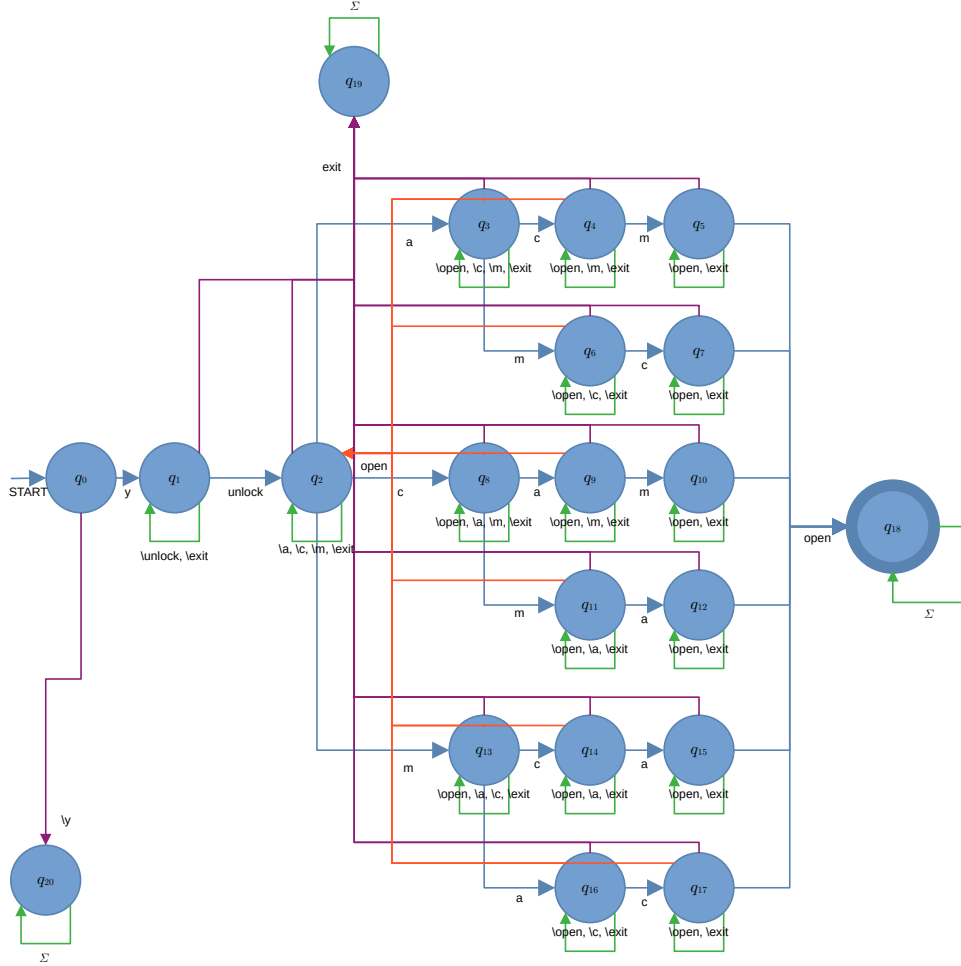 Σ
q19
exit
a
q3
c
q4
m
q5
\open, \c, \m, \exit
\open, \m, \exit
\open, \exit
m
q6
c
q7
\open, \c, \exit
\open, \exit
START
q0
y
q1
unlock
q2
open
c
q8
a
q9
m
q10
\unlock, \exit
\a, \c, \m, \exit
\open, \a, \m, \exit
\open, \m, \exit
\open, \exit
open
q18
Σ
m
q11
a
q12
\open, \a, \exit
\open, \exit
m
q13
c
q14
a
q15
\open, \a, \c, \exit
\open, \a, \exit
\open, \exit
\y
q20
Σ
a
q16
c
q17
\open, \c, \exit
\open, \exit